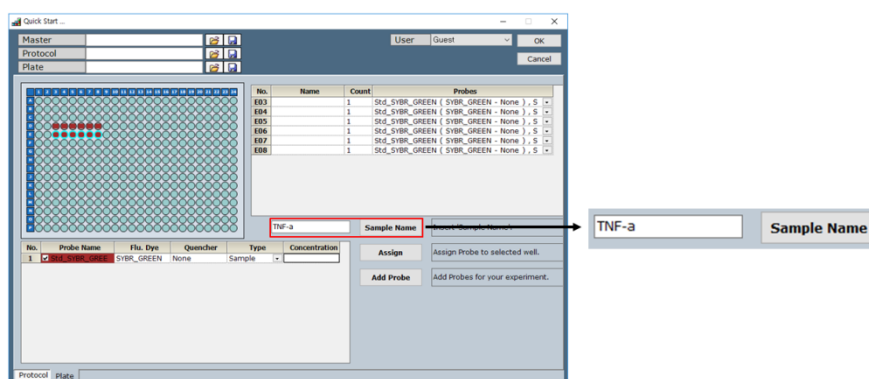 Quick Start ...
Master User Guest OK
Protocol Cancel
Plate
No. Name Count Probes
E03 1 Std_SYBR_GREEN ( SYBR_GREEN - None ) , S
E04 1 Std_SYBR_GREEN ( SYBR_GREEN - None ) , S
E05 1 Std_SYBR_GREEN ( SYBR_GREEN - None ) , S
E06 1 Std_SYBR_GREEN ( SYBR_GREEN - None ) , S
E07 1 Std_SYBR_GREEN ( SYBR_GREEN - None ) , S
E08 1 Std_SYBR_GREEN ( SYBR_GREEN - None ) , S
TNF-a Sample Name Insert (Sample Name) TNF-a Sample Name
No. Probe Name Flu. Dye Quencher Type Concentration
1 Std_SYBR_GREE SYBR_GREEN None Sample
Assign Assign Probe to selected well.
Add Probe Add Probes for your experiment.
Protocol Plate